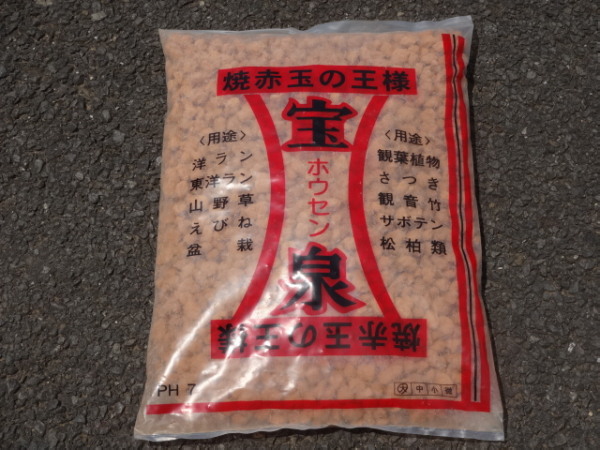 焼赤玉の王様
宝泉
ホウセン
〈用途〉
洋ラン
東洋ラン
山野草
えびね
盆栽
〈用途〉
観葉植物
さつき
観音竹
サボテン
松柏類
焼赤玉の王様
PH 7
大中小微